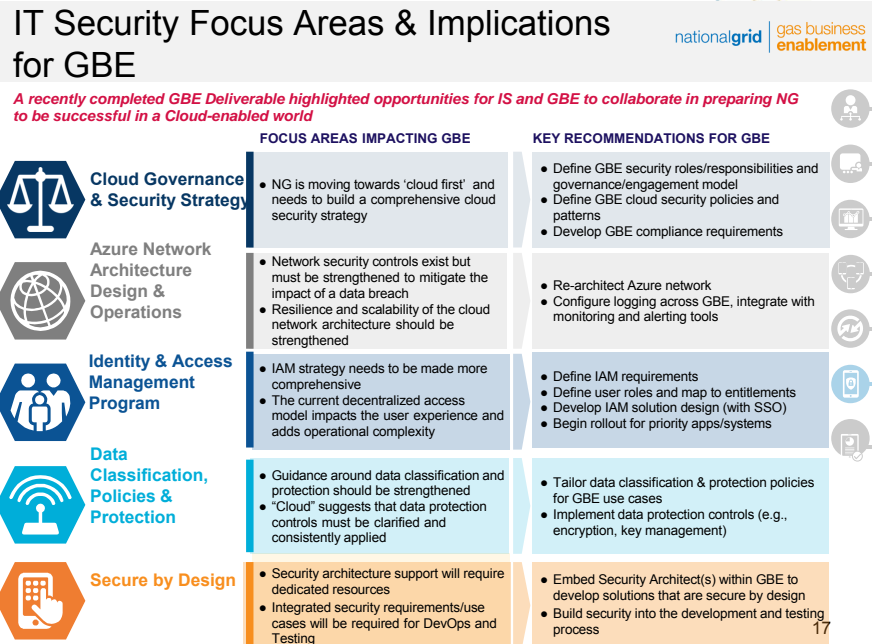 IT Security Focus Areas & Implications
for GBE
nationalgrid
gas business
enablement
A recently completed GBE Deliverable highlighted opportunities for IS and GBE to collaborate in preparing NG
to be successful in a Cloud-enabled world
FOCUS AREAS IMPACTING GBE
KEY RECOMMENDATIONS FOR GBE
Cloud Governance
& Security Strategy
● NG is moving towards 'cloud first' and
needs to build a comprehensive cloud
security strategy
● Define GBE security roles/responsibilities and
governance/engagement model
● Define GBE cloud security policies and
patterns
● Develop GBE compliance requirements
Azure Network
Architecture
Design &
Operations
● Network security controls exist but
must be strengthened to mitigate the
impact of a data breach
● Resilience and scalability of the cloud
network architecture should be
strengthened
● Re-architect Azure network
● Configure logging across GBE, integrate with
monitoring and alerting tools
Identity & Access
Management
Program
● IAM strategy needs to be made more
comprehensive
● The current decentralized access
model impacts the user experience and
adds operational complexity
● Define IAM requirements
● Define user roles and map to entitlements
● Develop IAM solution design (with SSO)
● Begin rollout for priority apps/systems
Data
Classification,
Policies &
Protection
● Guidance around data classification and
protection should be strengthened
● "Cloud" suggests that data protection
controls must be clarified and
consistently applied
● Tailor data classification & protection policies
for GBE use cases
● Implement data protection controls (e.g.,
encryption, key management)
Secure by Design
● Security architecture support will require
dedicated resources
● Integrated security requirements/use
cases will be required for DevOps and
Testing
● Embed Security Architect(s) within GBE to
develop solutions that are secure by design
● Build security into the development and testing
process
17